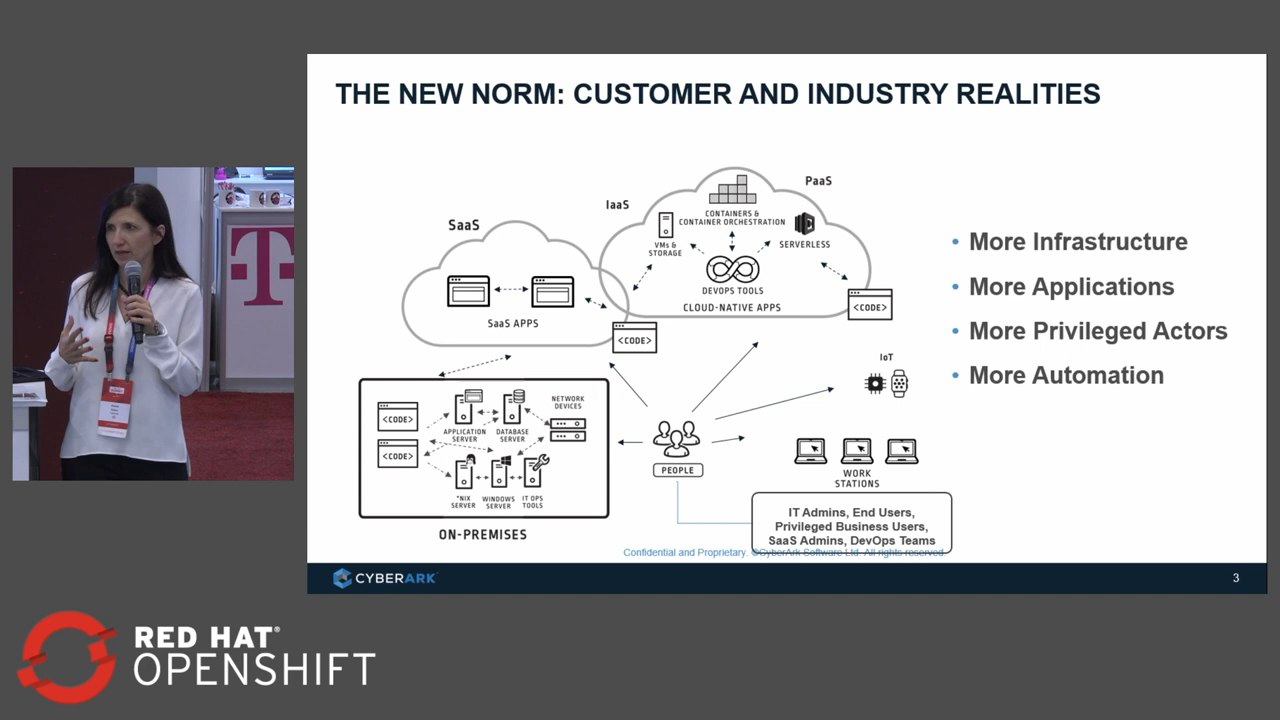 THE NEW NORM: CUSTOMER AND INDUSTRY REALITIES
SaaS
IaaS
PaaS
CONTAINERS &
CONTAINER ORCHESTRATION
VMs &
STORAGE
SERVERLESS
DEVOPS TOOLS
CLOUD-NATIVE APPS
<CODE>
SaaS APPS
<CODE>
• More Infrastructure
• More Applications
• More Privileged Actors
• More Automation
<CODE>
<CODE>
APPLICATION
SERVER
DATABASE
SERVER
NETWORK
DEVICES
*NIX
SERVER
WINDOWS
SERVER
IT OPS
TOOLS
ON-PREMISES
PEOPLE
IoT
WORK
STATIONS
IT Admins, End Users,
Privileged Business Users,
SaaS Admins, DevOps Teams
Confidential and Proprietary. ©CyberArk Software Ltd. All rights reserved.
CYBERARK
3
T
RED HAT®
OPENSHIFT